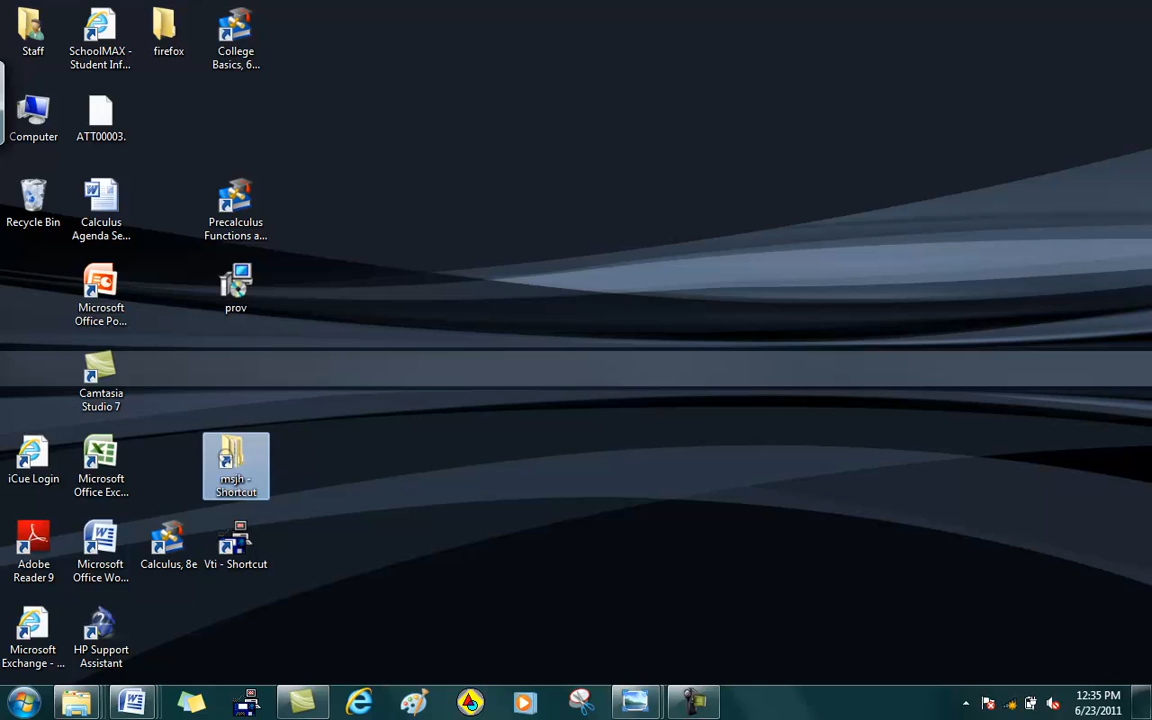 Staff
SchoolMAX -
Student Inf...
firefox
College
Basics, 6...
Computer
ATT00003.
Recycle Bin
Calculus
Agenda Se...
Precalculus
Functions a...
Microsoft
Office Po...
prov
Camtasia
Studio 7
iCue Login
Microsoft
Office Exc...
msjh -
Shortcut
Adobe
Reader 9
Microsoft
Office Wo...
Calculus, 8e
Vti - Shortcut
Microsoft
Exchange - ...
HP Support
Assistant
12:35 PM
6/23/2011